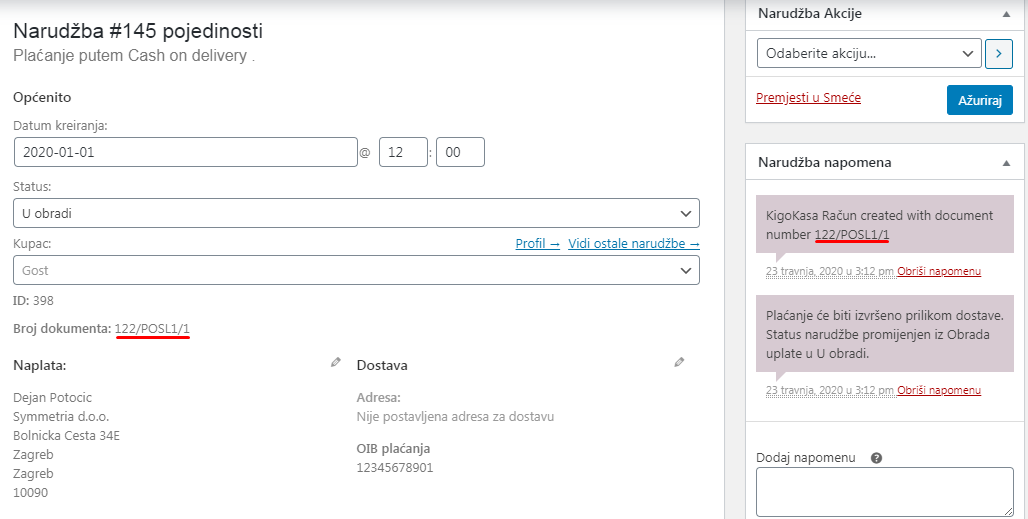 Narudžba #145 pojedinosti
Plaćanje putem Cash on delivery .
Općenito
Datum kreiranja:
2020-01-01 @ 12 : 00
Status:
U obradi
Kupac: Profil → Vidi ostale narudžbe →
Gost
ID: 398
Broj dokumenta: 122/POSL1/1
Naplata:
Dejan Potocic
Symmetria d.o.o.
Bolnicka Cesta 34E
Zagreb
Zagreb
10090
Dostava
Adresa:
Nije postavljena adresa za dostavu
OIB plaćanja
12345678901
Narudžba Akcije
Odaberite akciju...
Premjesti u Smeće
Ažuriraj
Narudžba napomena
KigoKasa Račun created with document
number 122/POSL1/1
23 travnja, 2020 u 3:12 pm Obriši napomenu
Plaćanje će biti izvršeno prilikom dostave.
Status narudžbe promijenjen iz Obrada
uplate u U obradi.
23 travnja, 2020 u 3:12 pm Obriši napomenu
Dodaj napomenu ?